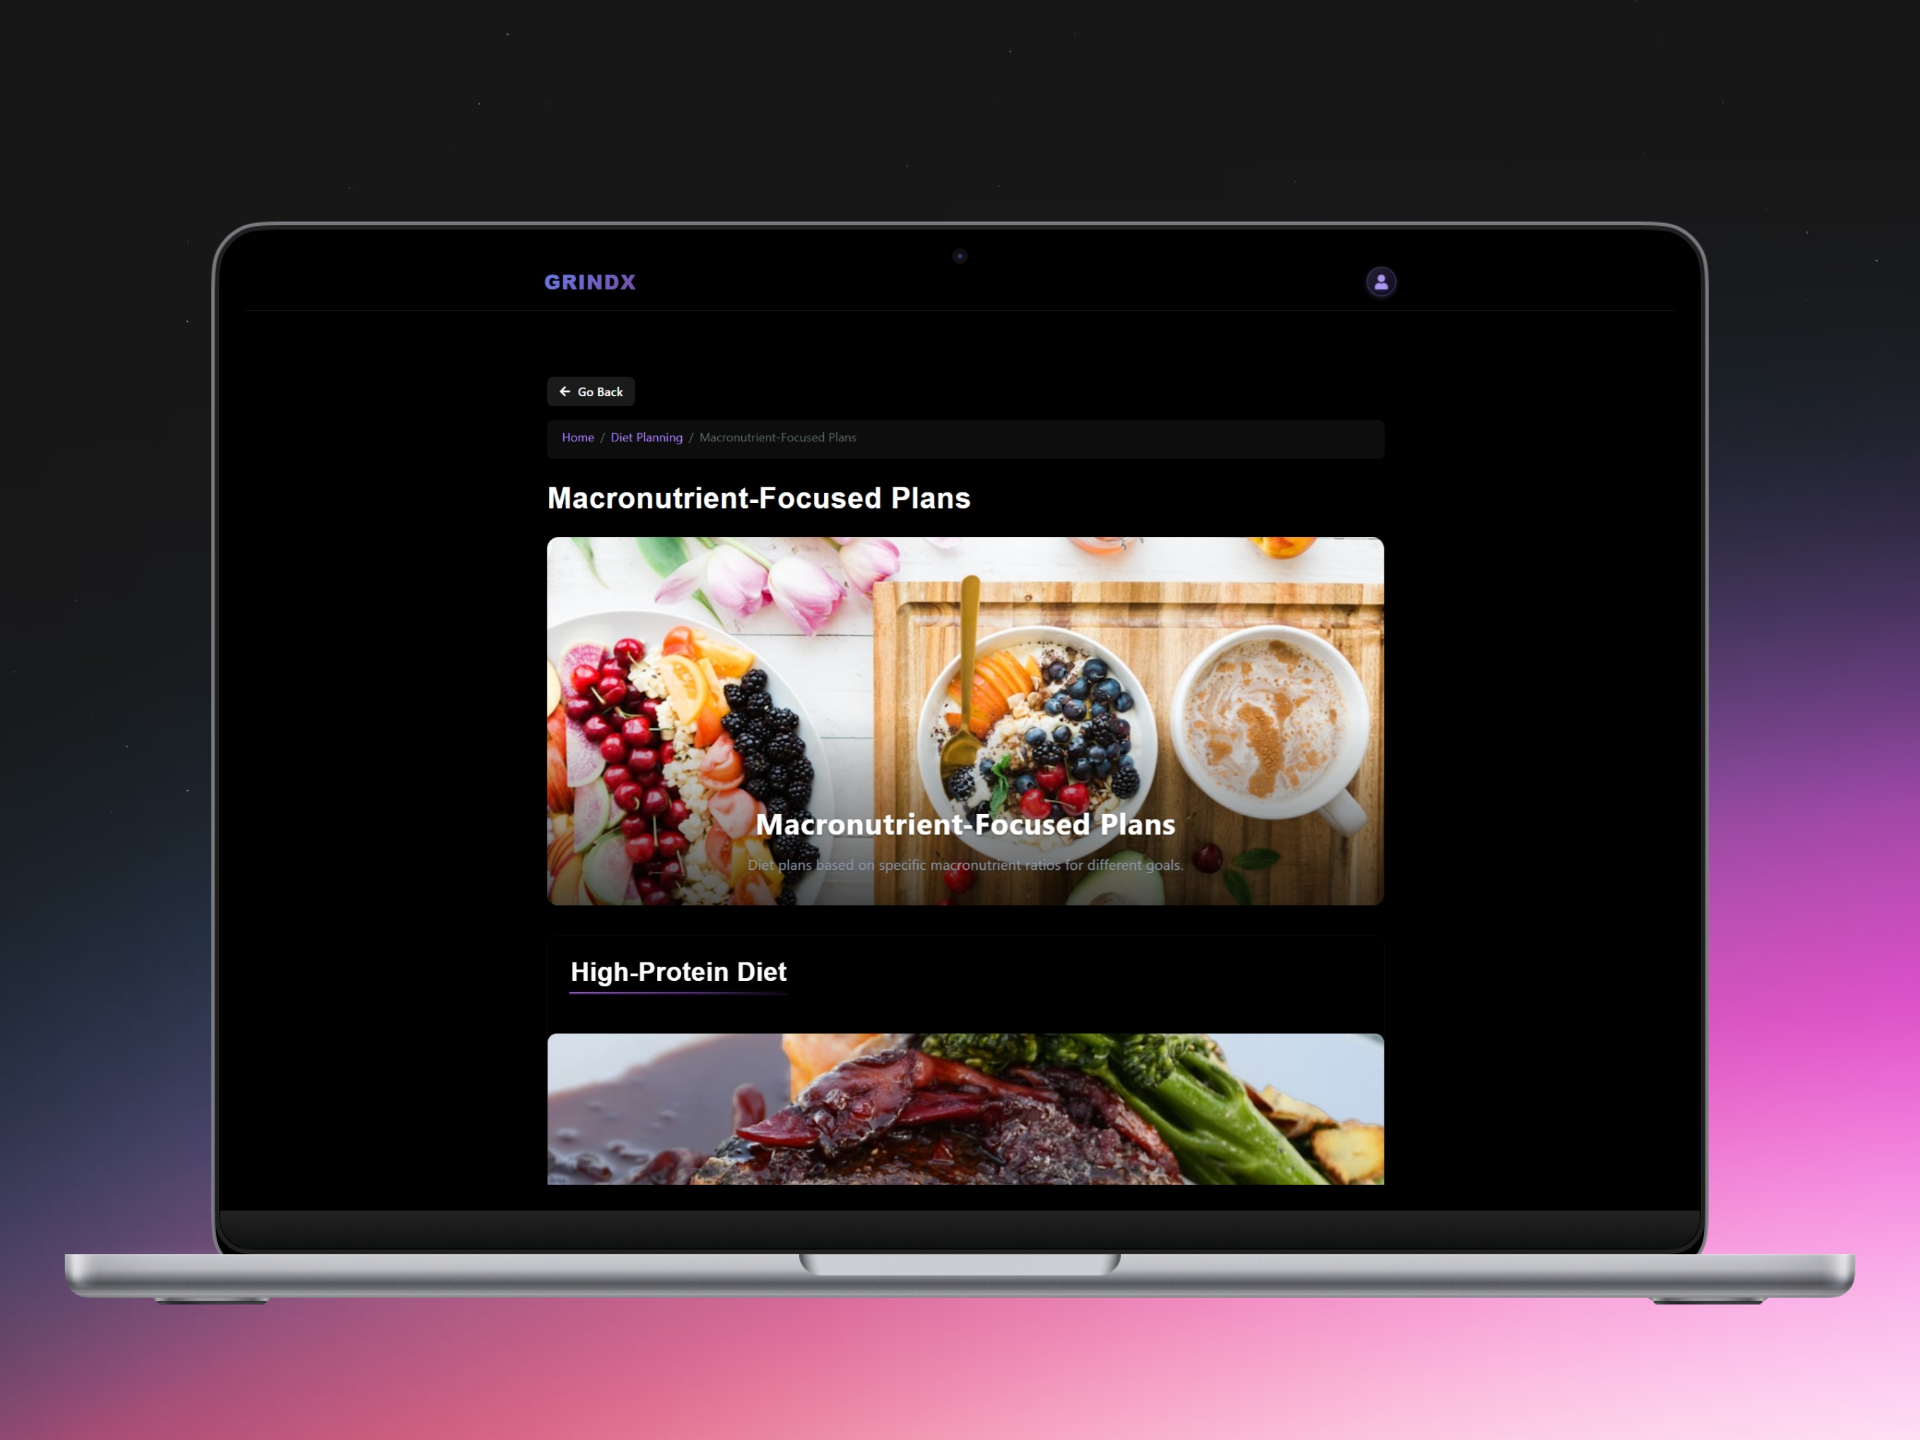 GRINDX
Go Back
Home / Diet Planning / Macronutrient-Focused Plans
Macronutrient-Focused Plans
Macronutrient-Focused Plans
Diet plans based on specific macronutrient ratios for different goals.
High-Protein Diet